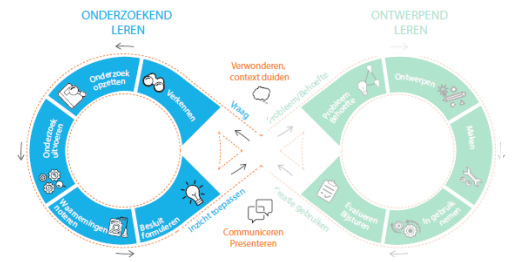 ONDERZOEKEND
LEREN
ONTWERPEND
LEREN
Verwonderen,
context duiden
Onderzoek
opzetten
Verkennen
Vraag
Probleem/Behoefte
Probleem,
Behoefte
Ontwerpen
Onderzoek
uitvoeren
Maken
Waarnemingen
noteren
Besluit
formuleren
Inzicht toepassen
Creatie gebruiken
Evalueren
Bijsturen
In gebruik
nemen
Communiceren
Presenteren